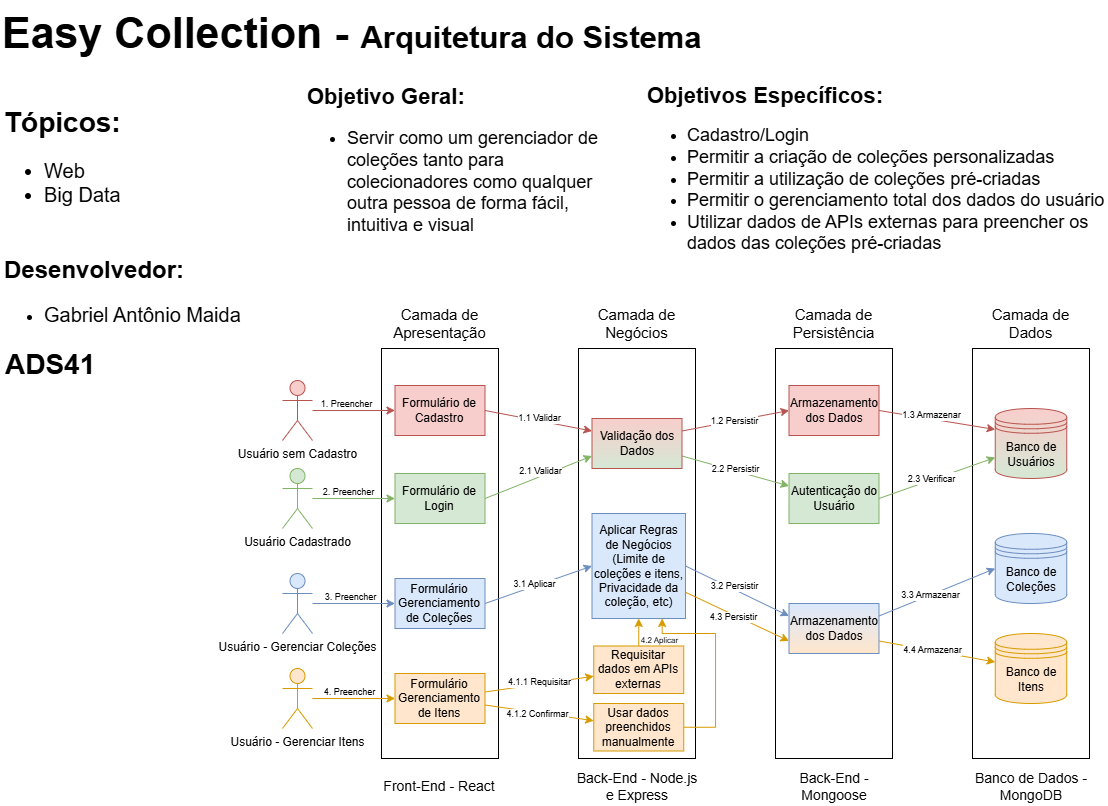 Easy Collection - Arquitetura do Sistema
Tópicos:
• Web
• Big Data
Objetivo Geral:
• Servir como um gerenciador de
coleções tanto para
colecionadores como qualquer
outra pessoa de forma fácil,
intuitiva e visual
Objetivos Específicos:
• Cadastro/Login
• Permitir a criação de coleções personalizadas
• Permitir a utilização de coleções pré-criadas
• Permitir o gerenciamento total dos dados do usuário
• Utilizar dados de APIs externas para preencher os
dados das coleções pré-criadas
Desenvolvedor:
• Gabriel Antônio Maida
ADS41
Camada de
Apresentação
Camada de
Negócios
Camada de
Persistência
Camada de
Dados
Usuário sem Cadastro
1. Preencher
Formulário de
Cadastro
1.1 Validar
Validação dos
Dados
1.2 Persistir
Armazenamento
dos Dados
1.3 Armazenar
Banco de
Usuários
Usuário Cadastrado
2. Preencher
Formulário de
Login
2.1 Validar
2.2 Persistir
Autenticação do
Usuário
2.3 Verificar
Usuário - Gerenciar Coleções
3. Preencher
Formulário
Gerenciamento
de Coleções
3.1 Aplicar
Aplicar Regras
de Negócios
(Limite de
coleções e itens,
Privacidade da
coleção, etc)
3.2 Persistir
Armazenamento
dos Dados
3.3 Armazenar
Banco de
Coleções
Usuário - Gerenciar Itens
4. Preencher
Formulário
Gerenciamento
de Itens
4.1.1 Requisitar
Requisitar
dados em APIs
externas
4.1.2 Confirmar
Usar dados
preenchidos
manualmente
4.2 Aplicar
4.3 Persistir
4.4 Armazenar
Banco de
Itens
Front-End - React
Back-End - Node.js
e Express
Back-End -
Mongoose
Banco de Dados -
MongoDB